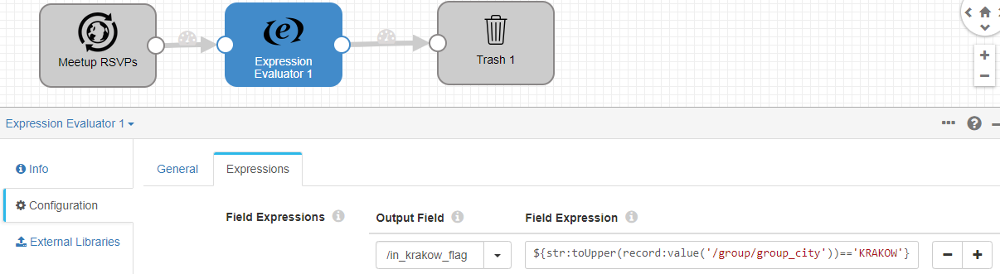 Meetup RSVPs
Expression
Evaluator 1
Trash 1
Expression Evaluator 1
Info
General Expressions
Configuration
Field Expressions Output Field Field Expression
External Libraries
/in_krakow_flag ${str:toUpper(record:value('/group/group_city'))=='KRAKOW'}